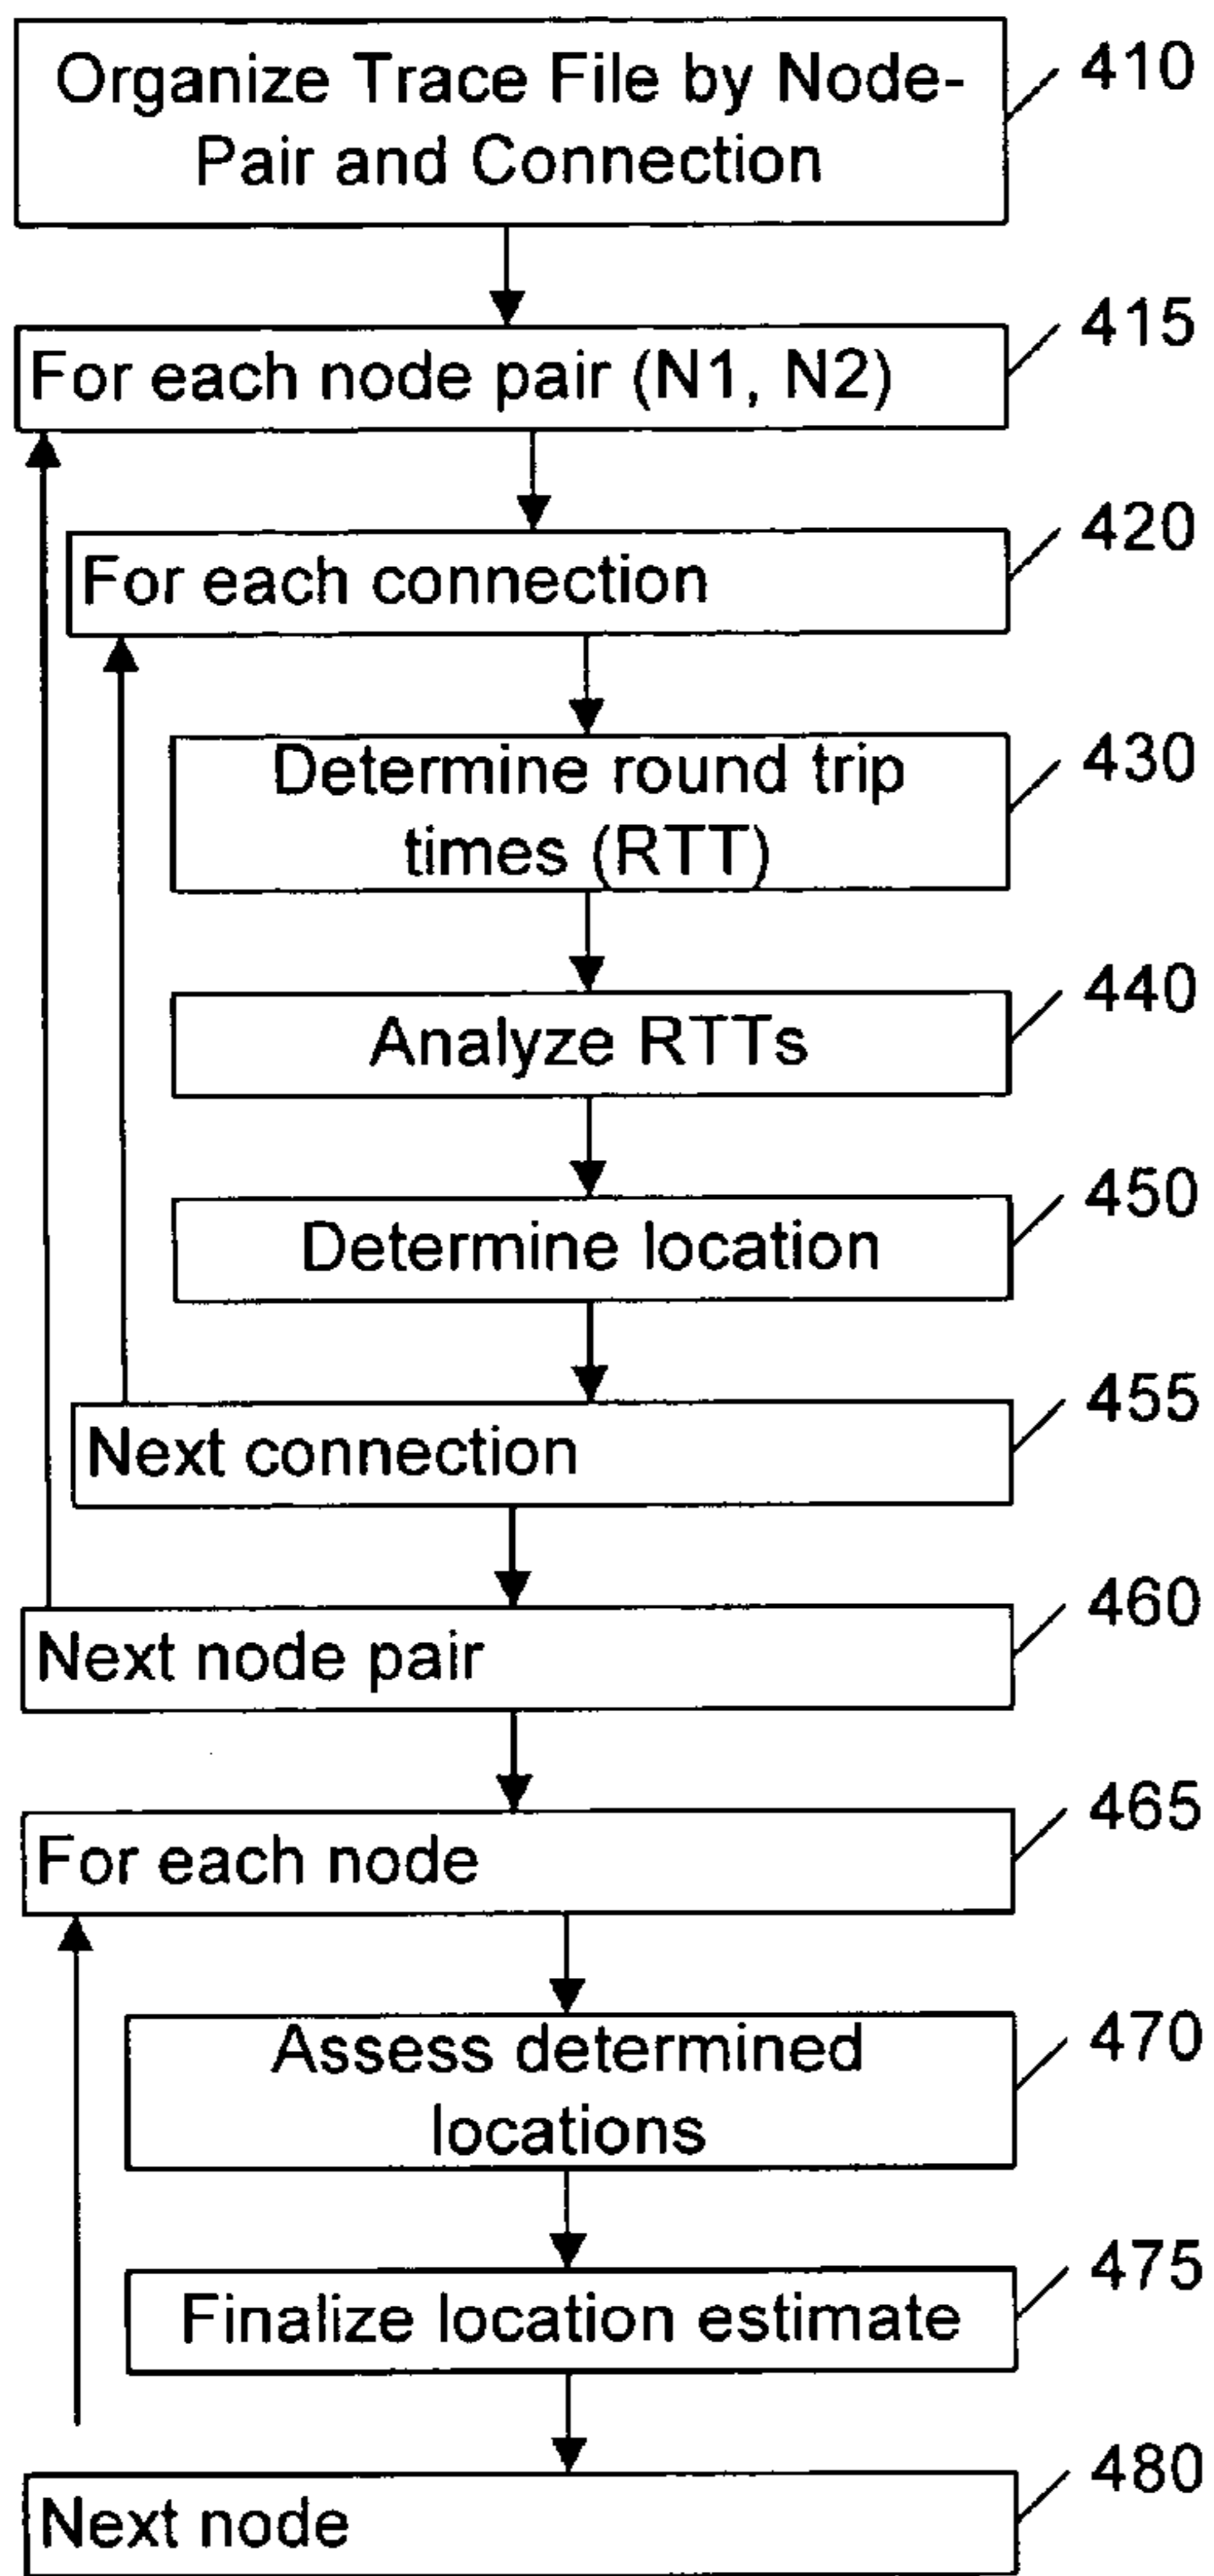 Organize Trace File by Node-
Pair and Connection
410
For each node pair (N1, N2)
415
For each connection
420
Determine round trip
times (RTT)
430
Analyze RTTs
440
Determine location
450
Next connection
455
Next node pair
460
For each node
465
Assess determined
locations
470
Finalize location estimate
475
Next node
480